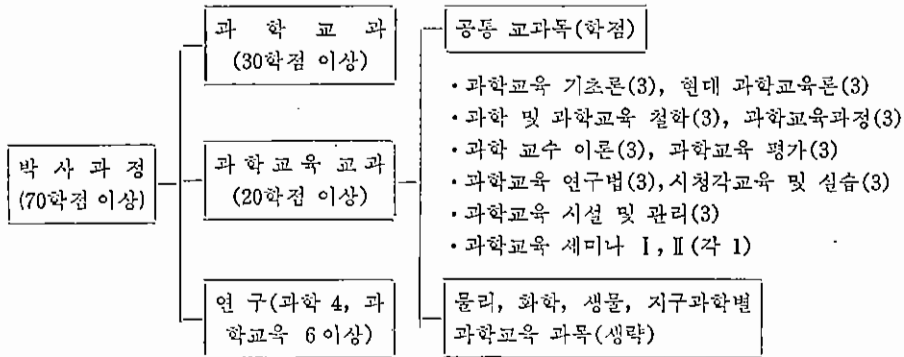 과 학 교 과
(30학점 이상)
공통 교과목(학점)
· 과학교육 기초론(3), 현대 과학교육론(3)
· 과학 및 과학교육 철학(3), 과학교육과정(3)
· 과학 교수 이론(3), 과학교육 평가(3)
· 과학교육 연구법(3), 시청각교육 및 실습(3)
· 과학교육 시설 및 관리(3)
· 과학교육 세미나 Ⅰ, Ⅱ (각 1)
박 사 과 정
(70학점 이상)
과학교육 교과
(20학점 이상)
연 구(과학 4, 과
학교육 6이상)
물리, 화학, 생물, 지구과학별
과학교육 과목(생략)